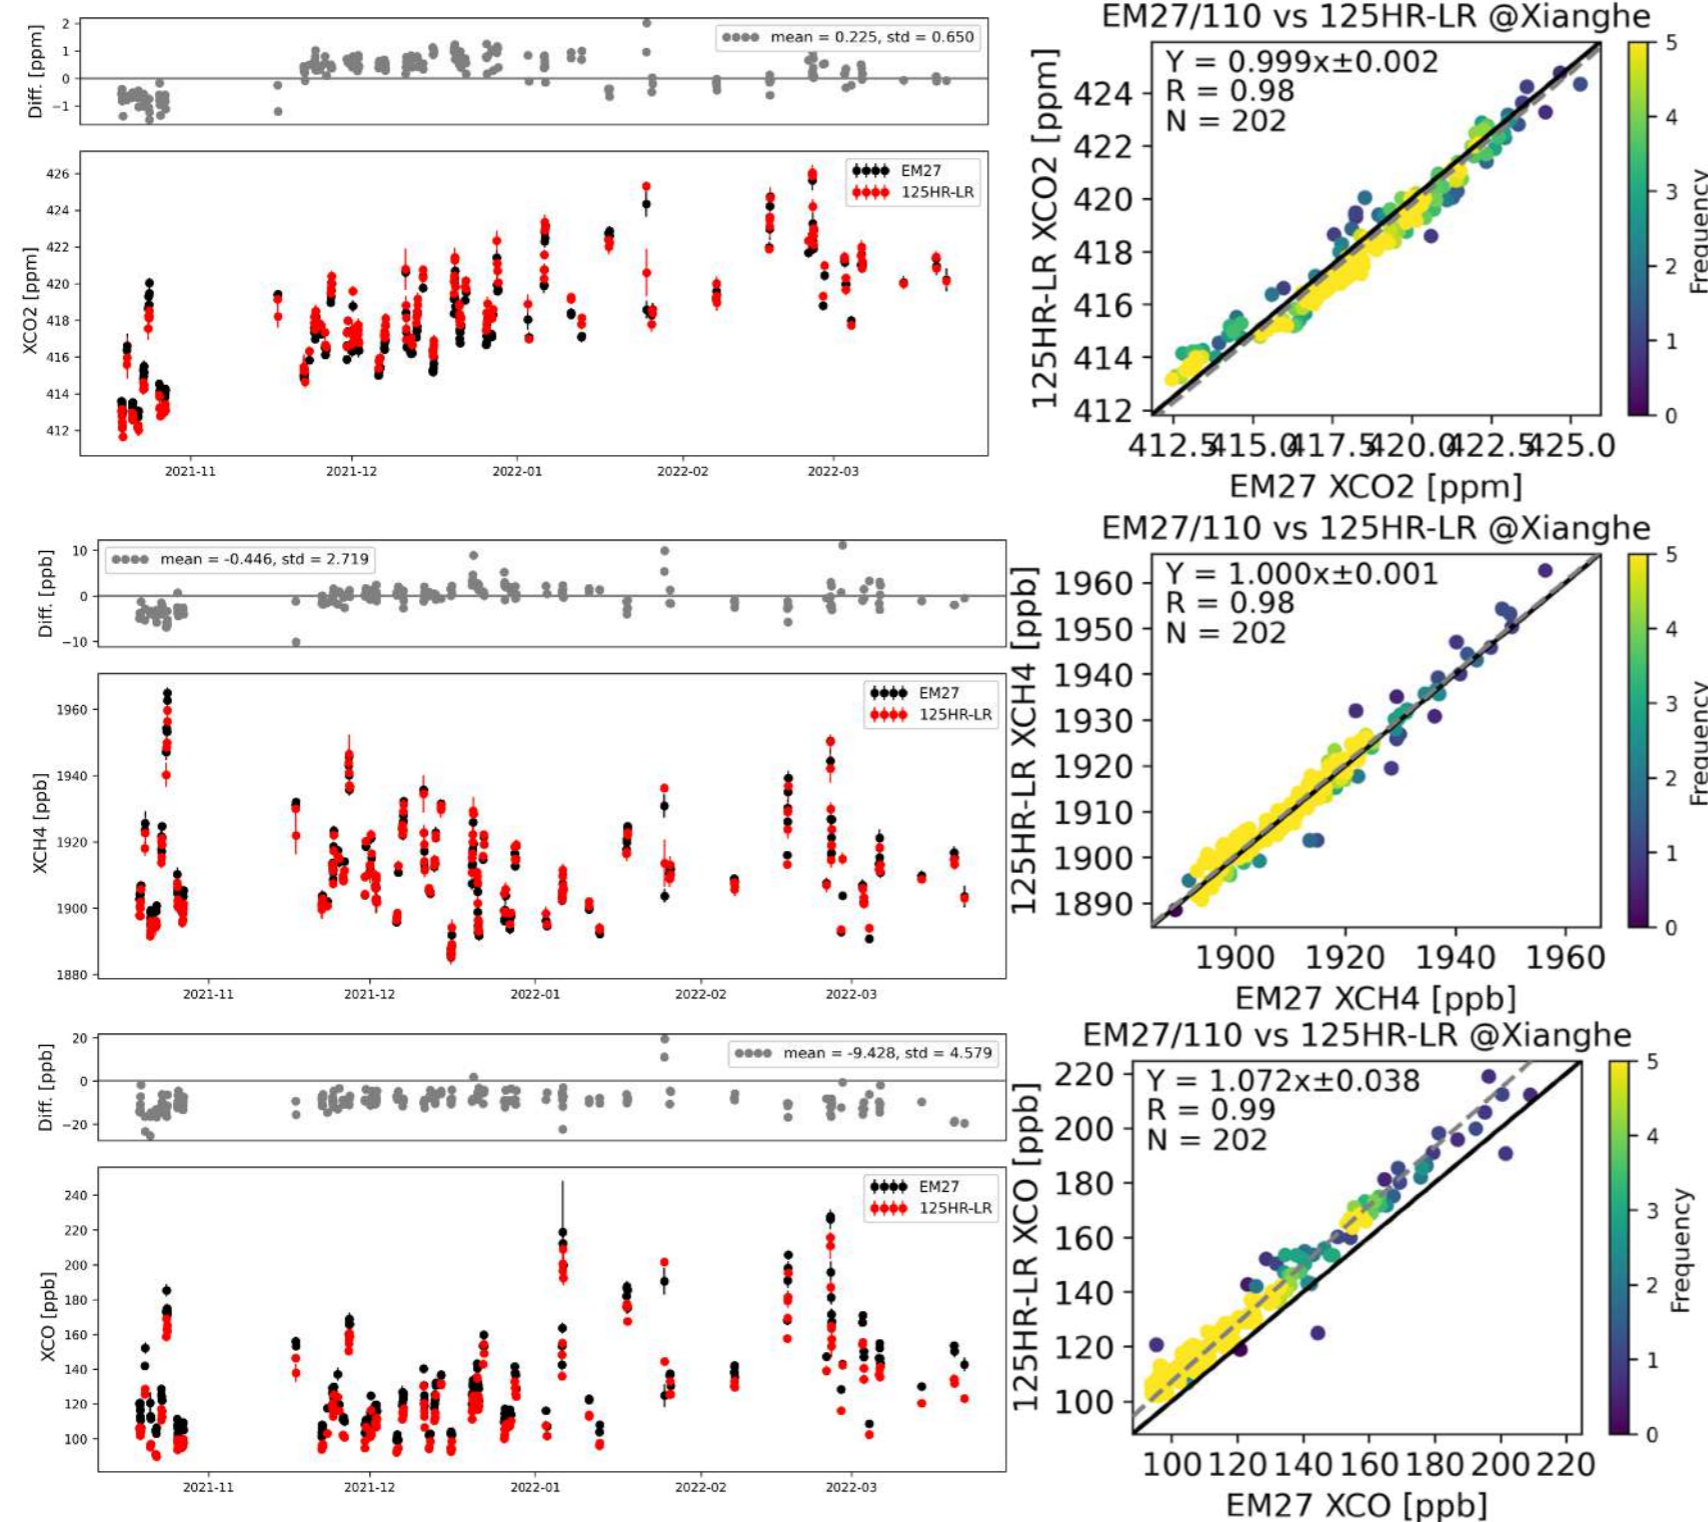 2
1
0
−1
Diff. [ppm]
mean = 0.225, std = 0.650
426
424
422
420
418
416
414
412
XCO2 [ppm]
EM27
125HR-LR
2021-11
2021-12
2022-01
2022-02
2022-03
EM27/110 vs 125HR-LR @Xianghe
Y = 0.999x±0.002
R = 0.98
N = 202
424
422
420
418
416
414
412
125HR-LR XCO2 [ppm]
412.5
415.0
417.5
420.0
422.5
425.0
EM27 XCO2 [ppm]
5
4
3
2
1
0
Frequency
10
0
−10
Diff. [ppb]
mean = -0.446, std = 2.719
1960
1940
1920
1900
1880
XCH4 [ppb]
EM27
125HR-LR
2021-11
2021-12
2022-01
2022-02
2022-03
EM27/110 vs 125HR-LR @Xianghe
Y = 1.000x±0.001
R = 0.98
N = 202
1960
1950
1940
1930
1920
1910
1900
1890
125HR-LR XCH4 [ppb]
1900
1920
1940
1960
EM27 XCH4 [ppb]
5
4
3
2
1
0
Frequency
20
0
−20
Diff. [ppb]
mean = -9.428, std = 4.579
240
220
200
180
160
140
120
100
XCO [ppb]
EM27
125HR-LR
2021-11
2021-12
2022-01
2022-02
2022-03
EM27/110 vs 125HR-LR @Xianghe
Y = 1.072x±0.038
R = 0.99
N = 202
220
200
180
160
140
120
100
125HR-LR XCO [ppb]
100
120
140
160
180
200
220
EM27 XCO [ppb]
5
4
3
2
1
0
Frequency